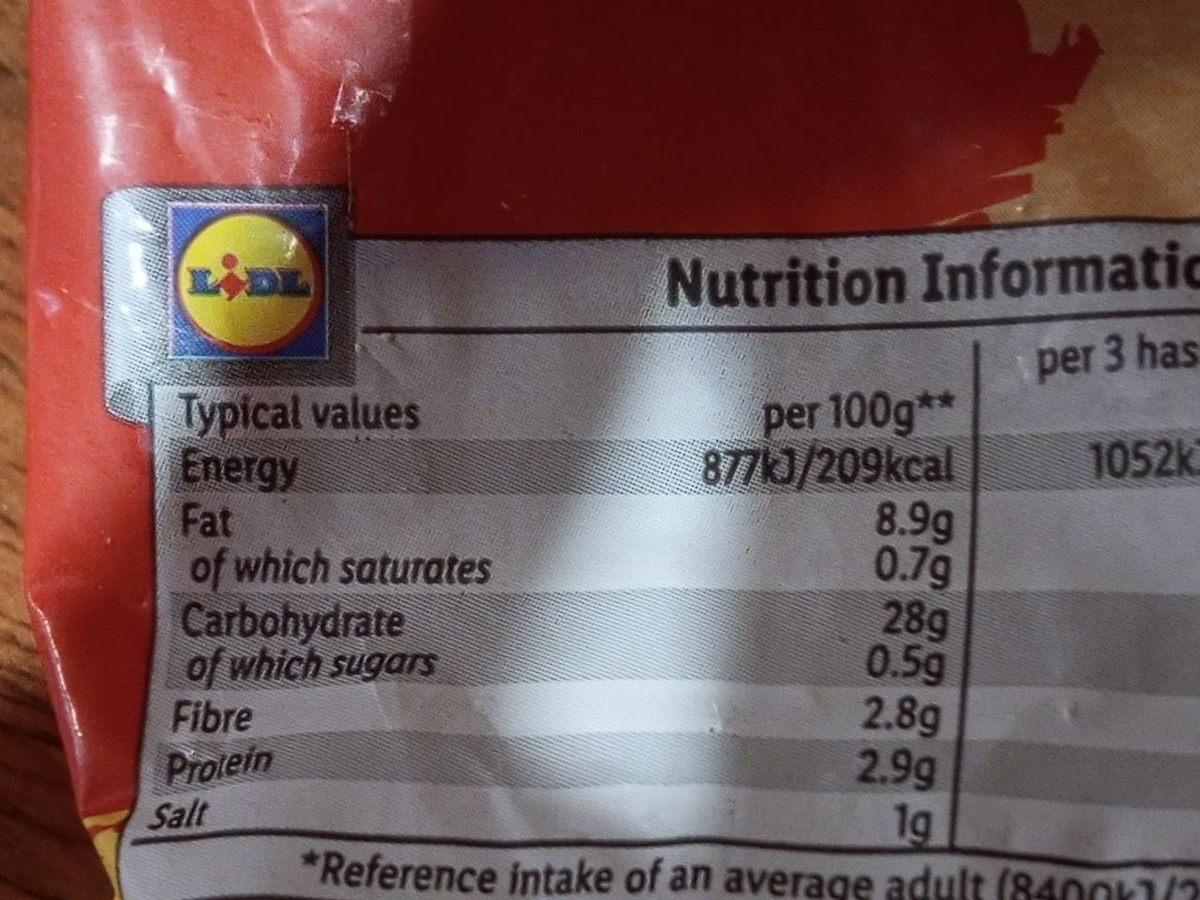 LIDL
Nutrition Informatio
per 3 has
Typical values per 100g**
Energy 877kJ/209kcal 1052kJ
Fat 8.9g
of which saturates 0.7g
Carbohydrate 28g
of which sugars 0.5g
Fibre 2.8g
Protein 2.9g
Salt 1g
*Reference intake of an average adult (8400kJ/2